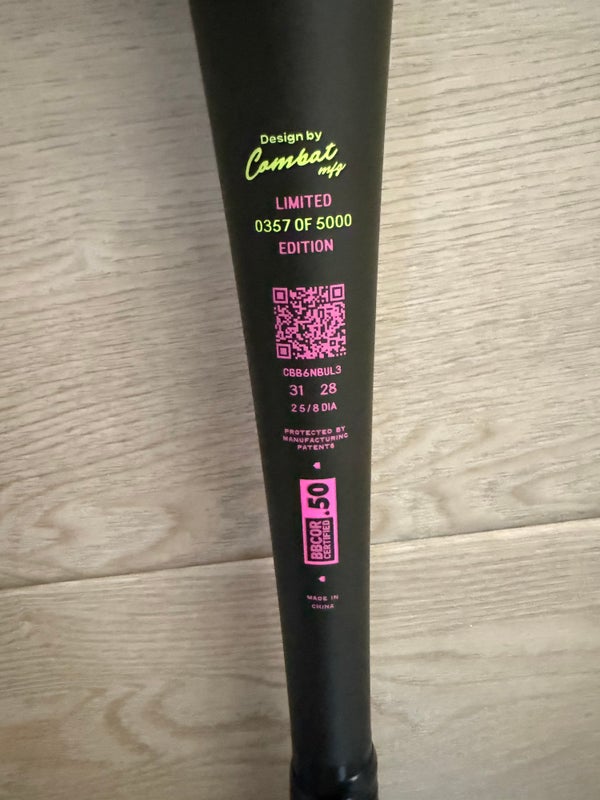 Design by
Combat
mfg
LIMITED
0357 OF 5000
EDITION
CBB6NBUL3
31 28
2 5/8 DIA
PROTECTED BY
MANUFACTURING
PATENTS
BBCOR
CERTIFIED
.50
MADE IN
CHINA